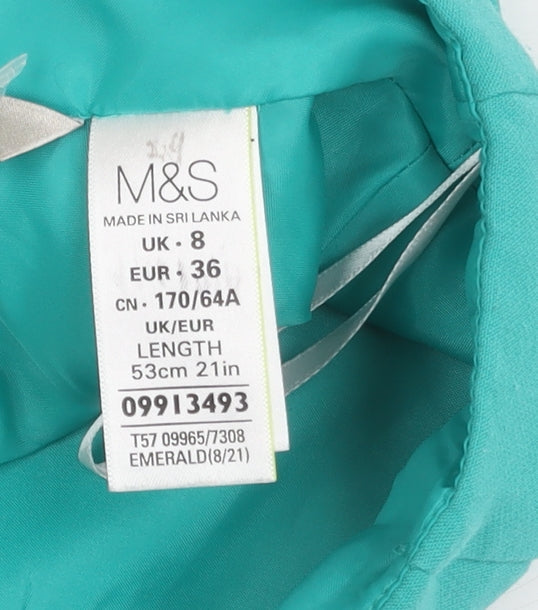 M&S
MADE IN SRI LANKA
UK · 8
EUR · 36
CN · 170/64A
UK/EUR
LENGTH
53cm 21in
09913493
T57 09965/7308
EMERALD(8/21)